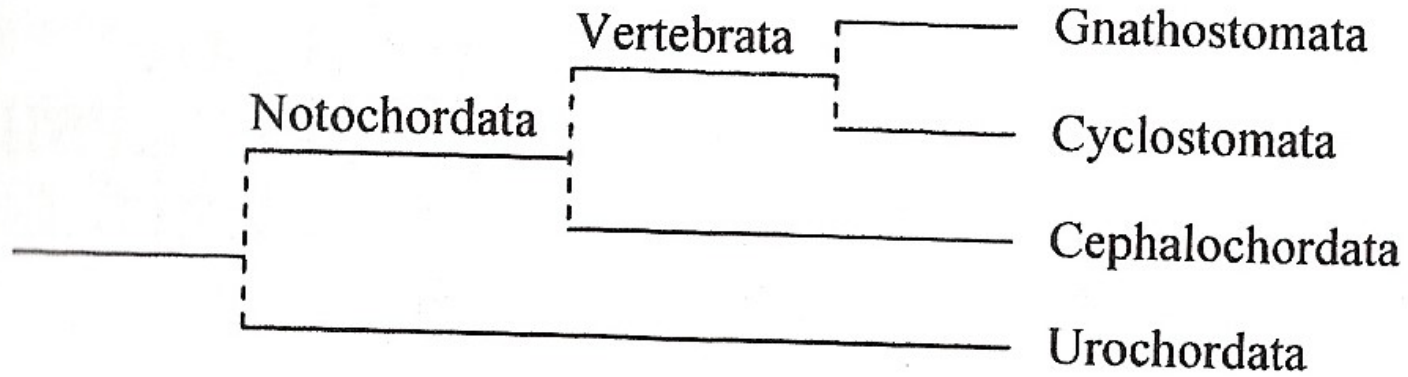 Vertebrata
Gnathostomata
Notochordata
Cyclostomata
Cephalochordata
Urochordata